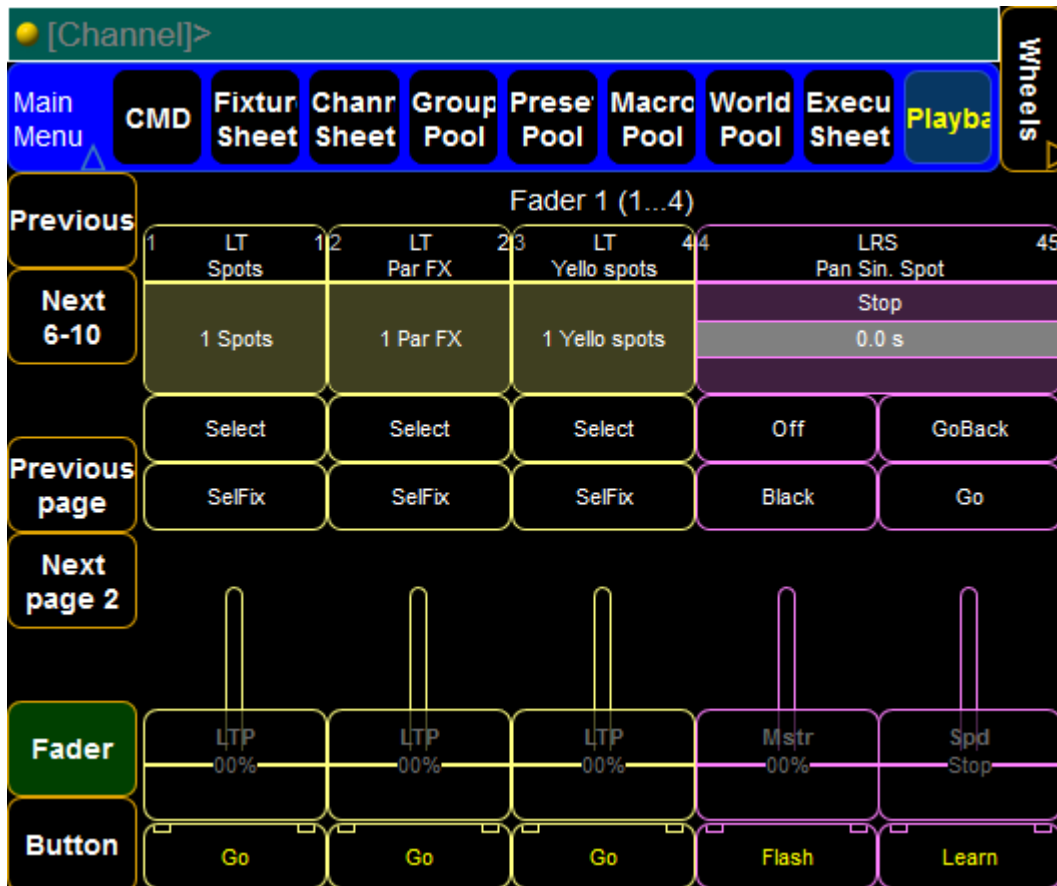 [Channel]>
Wheels
Main
Menu
CMD
Fixtur
Sheet
Chanr
Sheet
Group
Pool
Prese
Pool
Macro
Pool
World
Pool
Execu
Sheet
Playba
Previous
Next
6-10
Previous
page
Next
page 2
Fader
Button
Fader 1 (1...4)
1 LT 1
Spots
2 LT 2
Par FX
3 LT 4
Yello spots
4 LRS 45
Pan Sin. Spot
1 Spots
1 Par FX
1 Yello spots
Stop
0.0 s
Select
Select
Select
Off
GoBack
SelFix
SelFix
SelFix
Black
Go
LTP
00%
LTP
00%
LTP
00%
Mstr
00%
Spd
Stop
Go
Go
Go
Flash
Learn